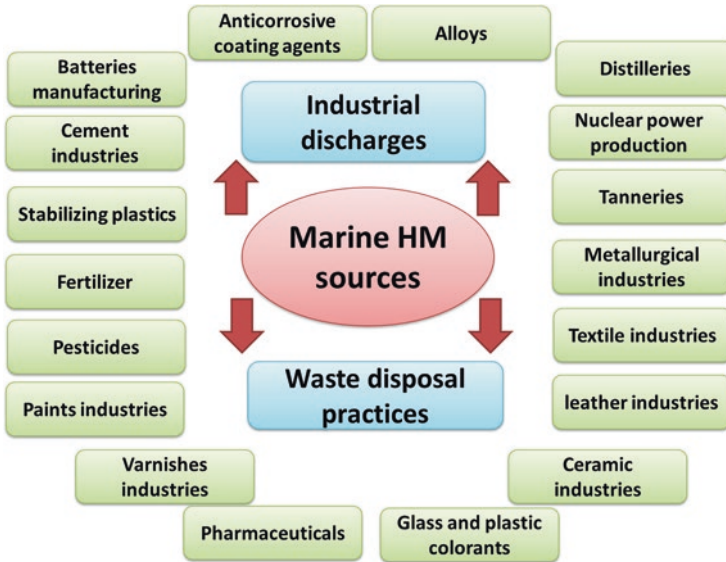 Anticorrosive
coating agents
Alloys
Batteries
manufacturing
Distilleries
Industrial
discharges
Cement
industries
Nuclear power
production
Stabilizing plastics
Tanneries
Marine HM
sources
Fertilizer
Metallurgical
industries
Pesticides
Textile industries
Waste disposal
practices
Paints industries
leather industries
Varnishes
industries
Ceramic
industries
Pharmaceuticals
Glass and plastic
colorants